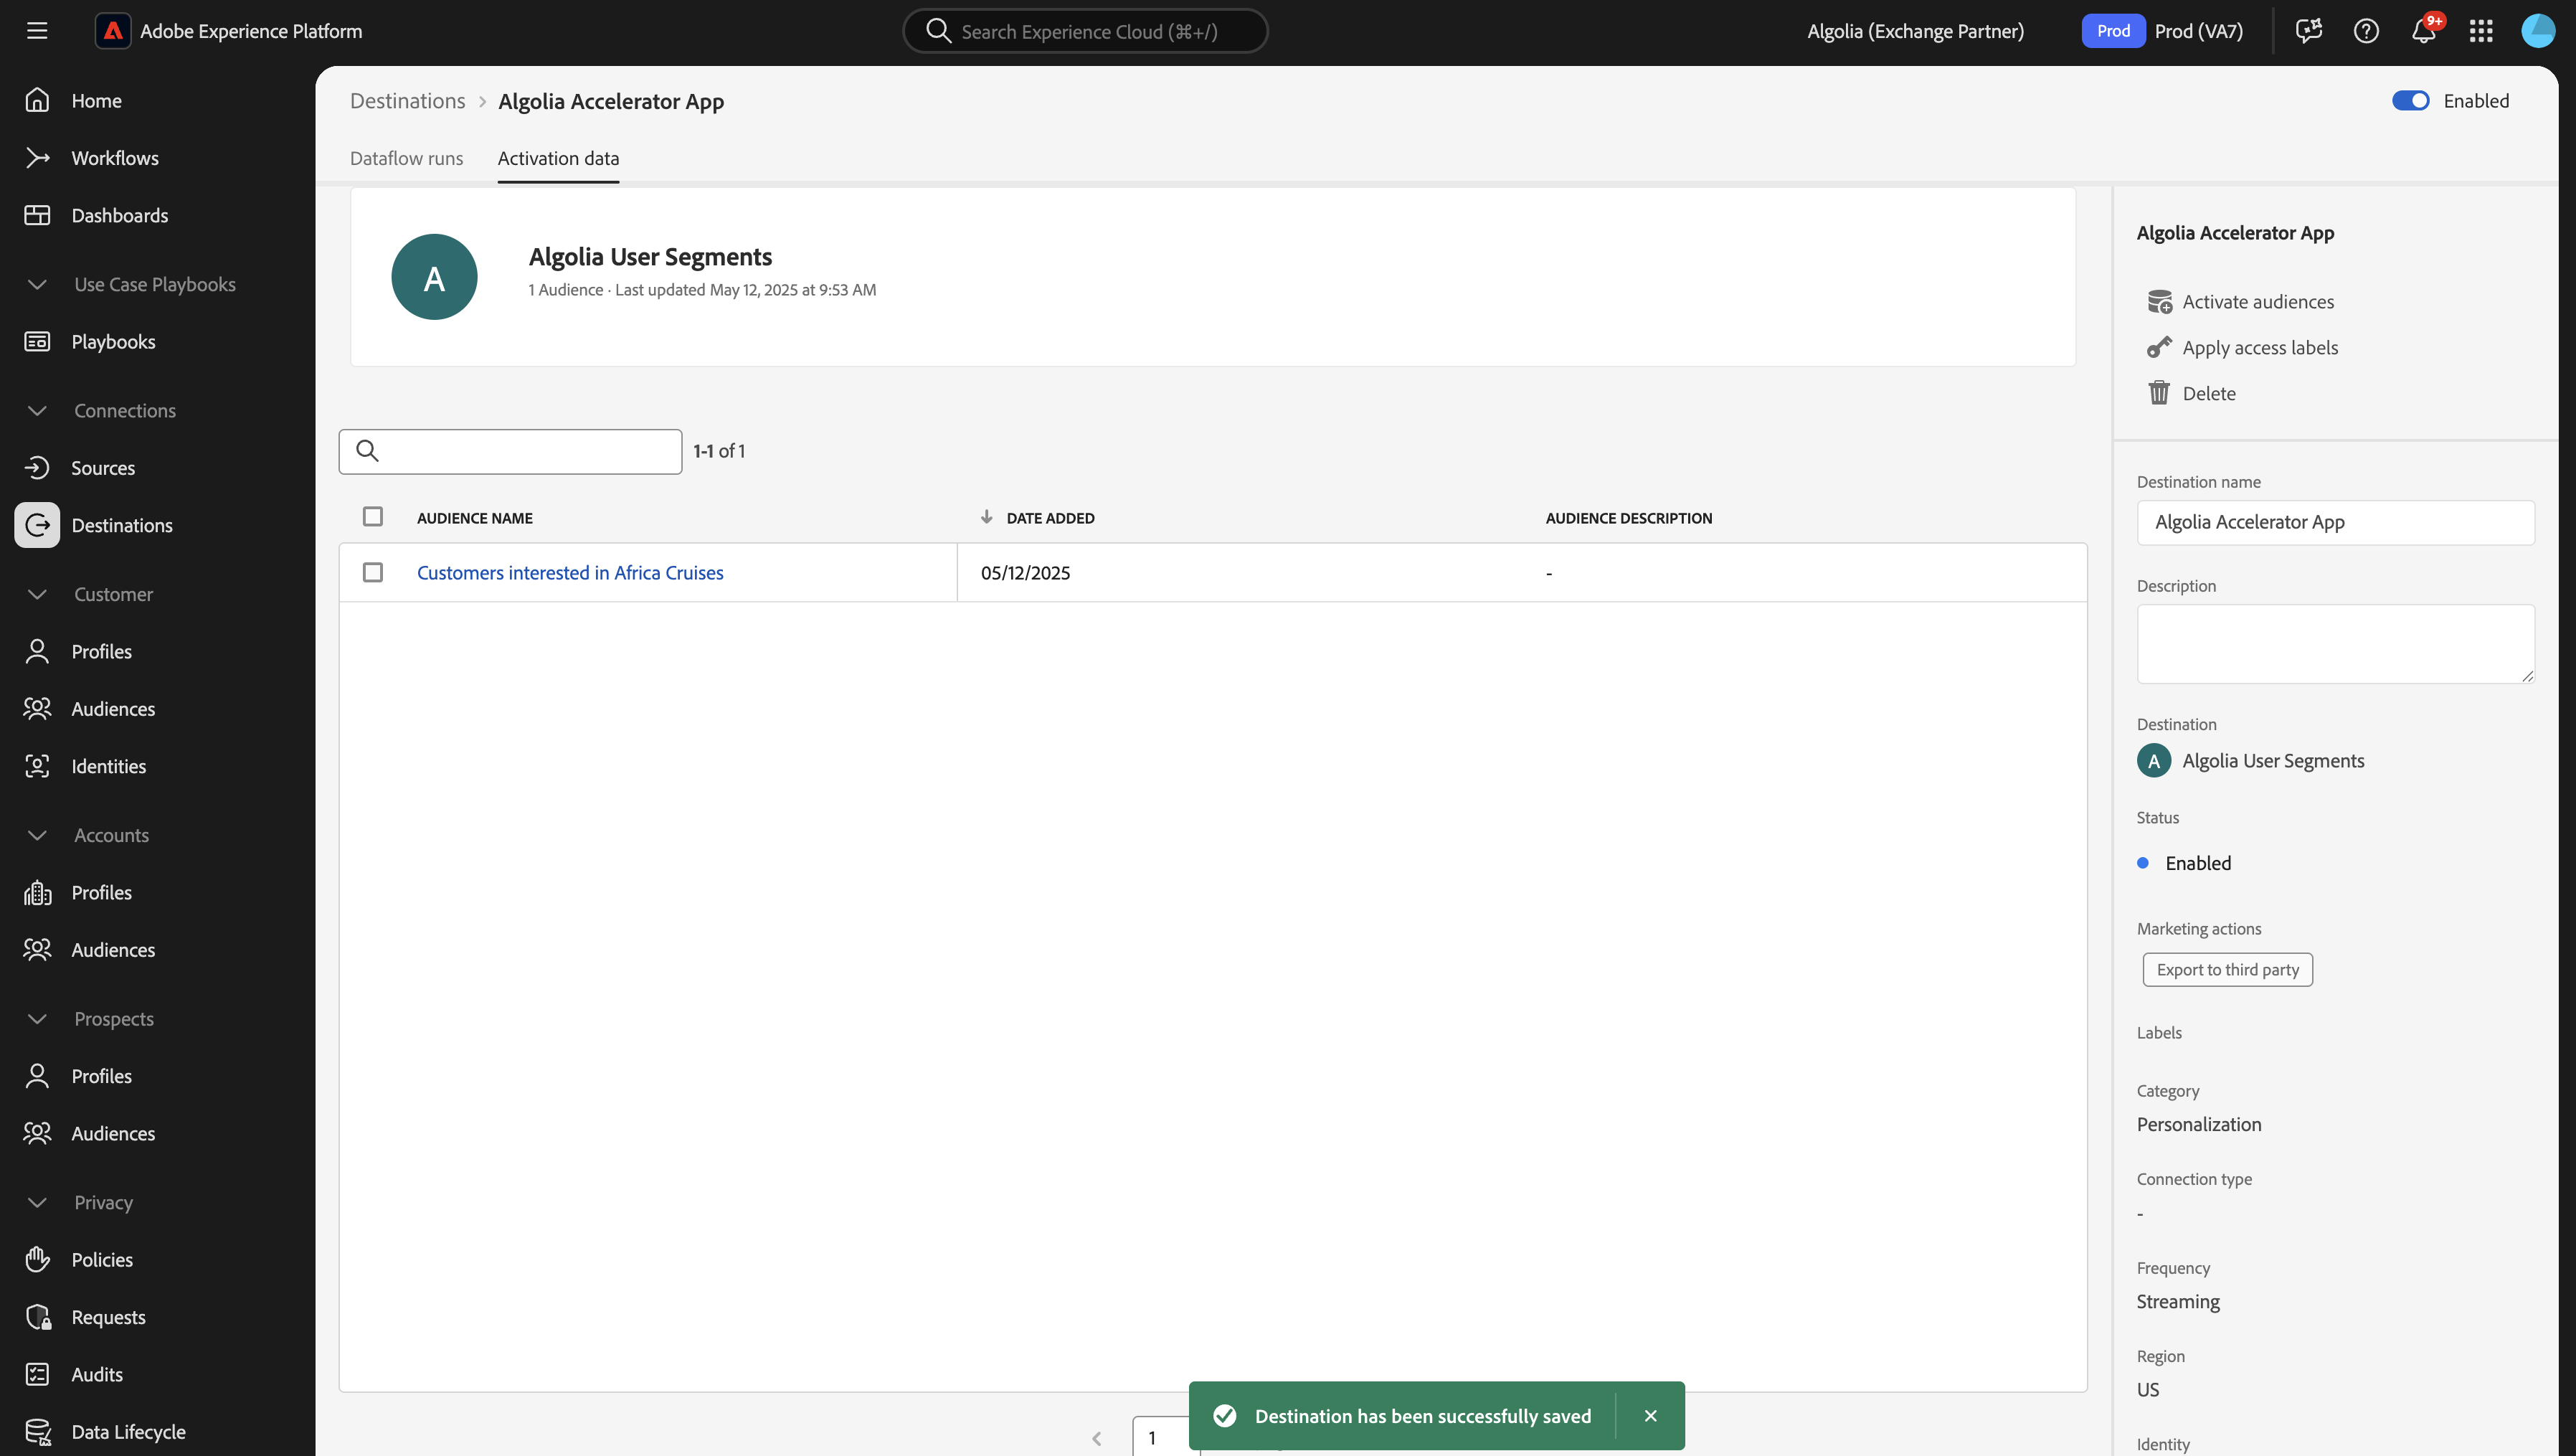 Adobe Experience Platform
Search Experience Cloud (⌘+/)
Algolia (Exchange Partner)
Prod
Prod (VA7)
9+
Home
Workflows
Dashboards
Use Case Playbooks
Playbooks
Connections
Sources
Destinations
Customer
Profiles
Audiences
Identities
Accounts
Profiles
Audiences
Prospects
Profiles
Audiences
Privacy
Policies
Requests
Audits
Data Lifecycle
Destinations > Algolia Accelerator App
Enabled
Dataflow runs
Activation data
A
Algolia User Segments
1 Audience · Last updated May 12, 2025 at 9:53 AM
1-1 of 1
AUDIENCE NAME
DATE ADDED
AUDIENCE DESCRIPTION
Customers interested in Africa Cruises
05/12/2025
-
1
Destination has been successfully saved
Algolia Accelerator App
Activate audiences
Apply access labels
Delete
Destination name
Algolia Accelerator App
Description
Destination
A
Algolia User Segments
Status
Enabled
Marketing actions
Export to third party
Labels
Category
Personalization
Connection type
-
Frequency
Streaming
Region
US
Identity